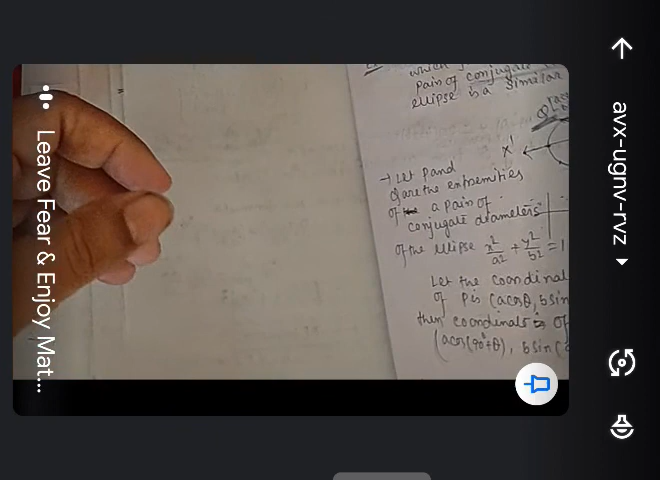 avx-ugnv-rvz
Leave Fear & Enjoy Mat...
which
pair of conjugate
ellipse is a similar
X'
→ Let P and
Q are the extremities
of a pair of
conjugate diameters
of the ellipse x²/a² + y²/b² = 1
Let the coordinat
of P is (acosθ, bsin
then coordinats of
(acos(90°+θ), bsin(